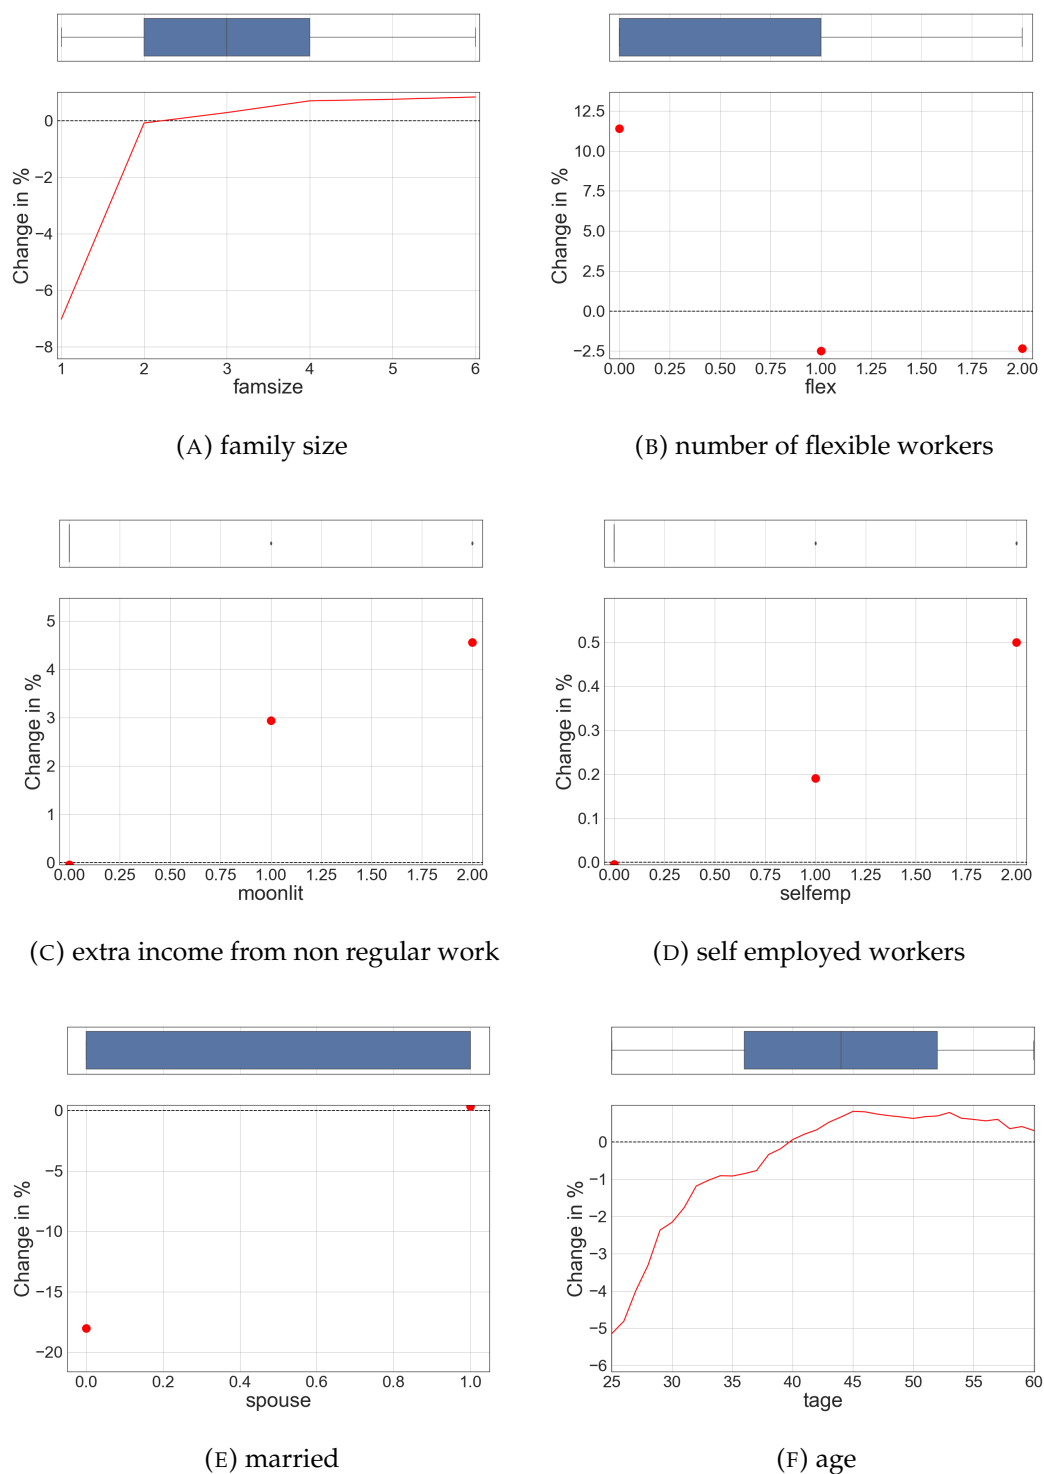 0
−2
−4
−6
−8
Change in %
1 2 3 4 5 6
famsize
(A) family size
12.5
10.0
7.5
5.0
2.5
0.0
−2.5
Change in %
0.00 0.25 0.50 0.75 1.00 1.25 1.50 1.75 2.00
flex
(B) number of flexible workers
5
4
3
2
1
0
Change in %
0.00 0.25 0.50 0.75 1.00 1.25 1.50 1.75 2.00
moonlit
(C) extra income from non regular work
0.5
0.4
0.3
0.2
0.1
0.0
Change in %
0.00 0.25 0.50 0.75 1.00 1.25 1.50 1.75 2.00
selfemp
(D) self employed workers
0
−5
−10
−15
−20
Change in %
0.0 0.2 0.4 0.6 0.8 1.0
spouse
(E) married
0
−1
−2
−3
−4
−5
−6
Change in %
25 30 35 40 45 50 55 60
tage
(F) age